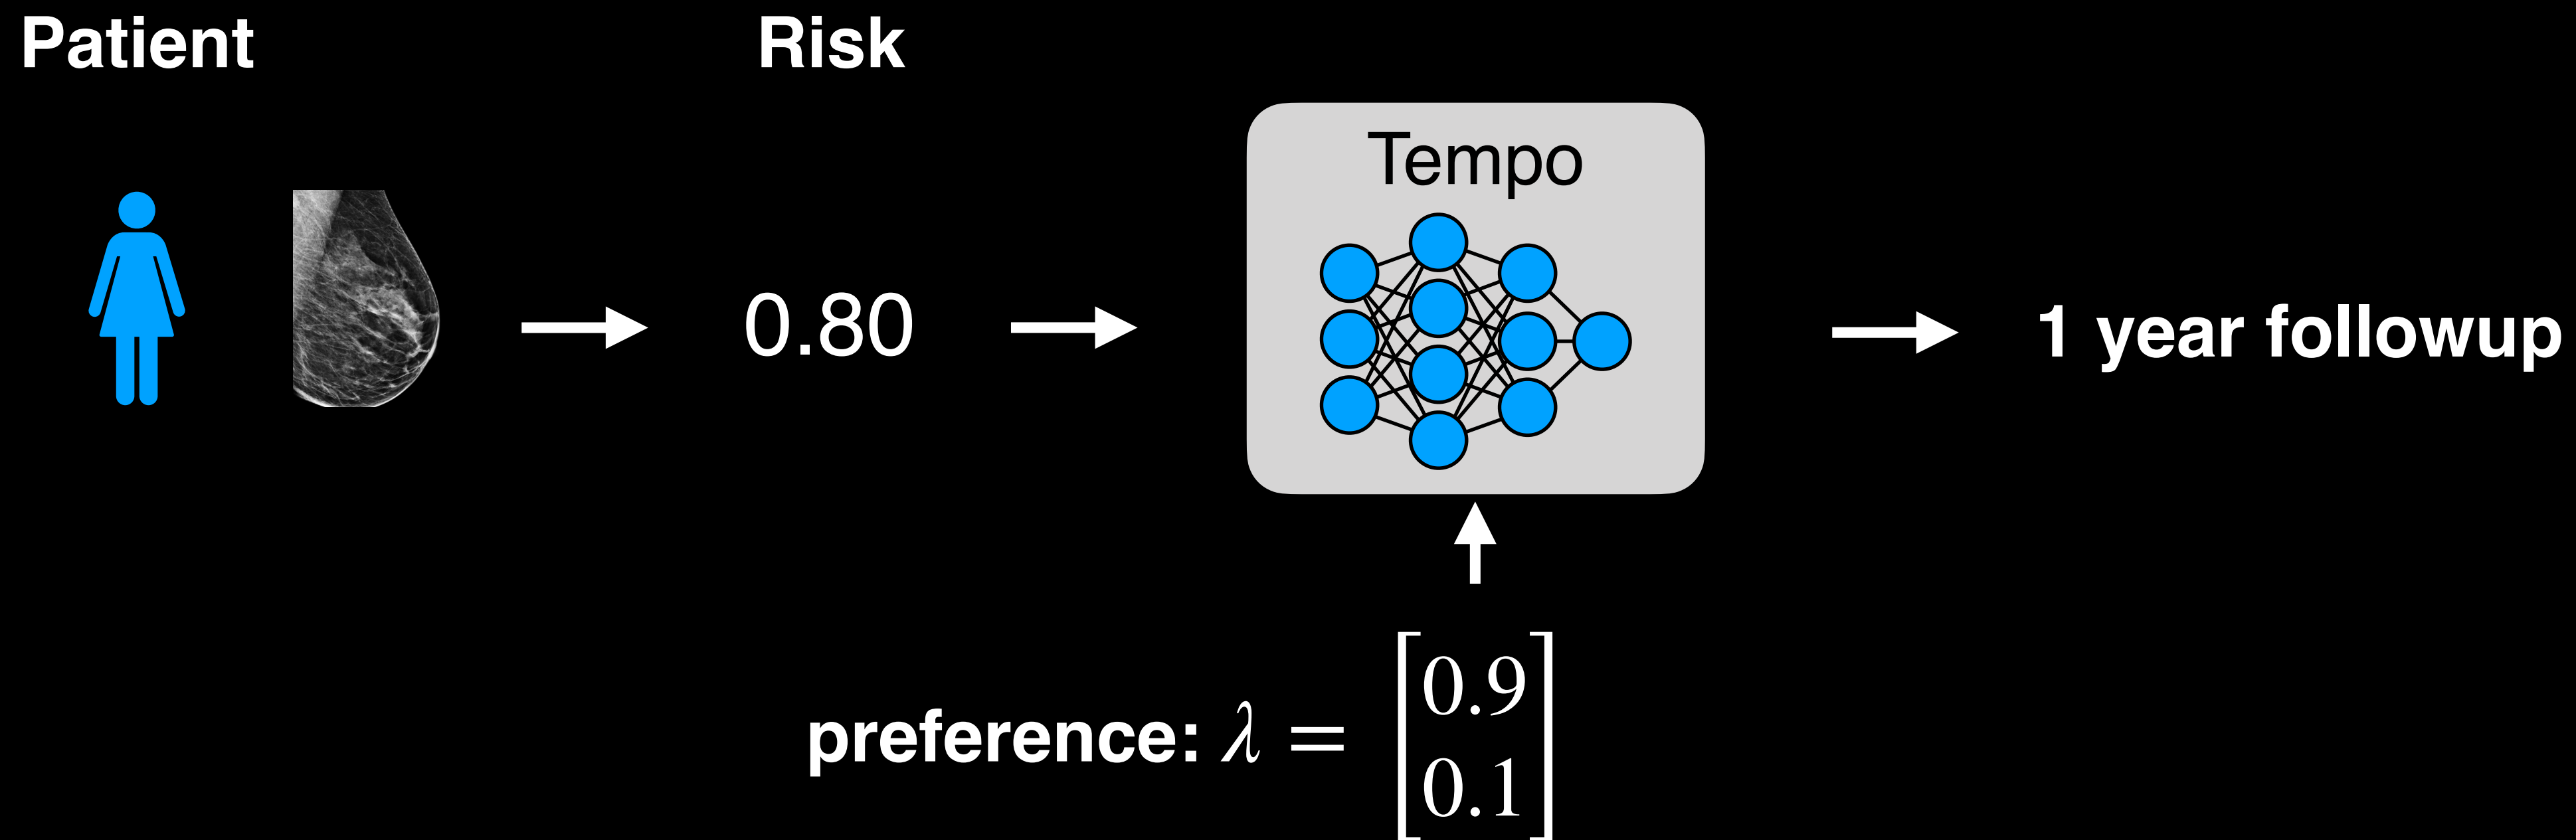 Patient
Risk
Tempo
0.80
1 year followup
preference: λ = [0.9
0.1]